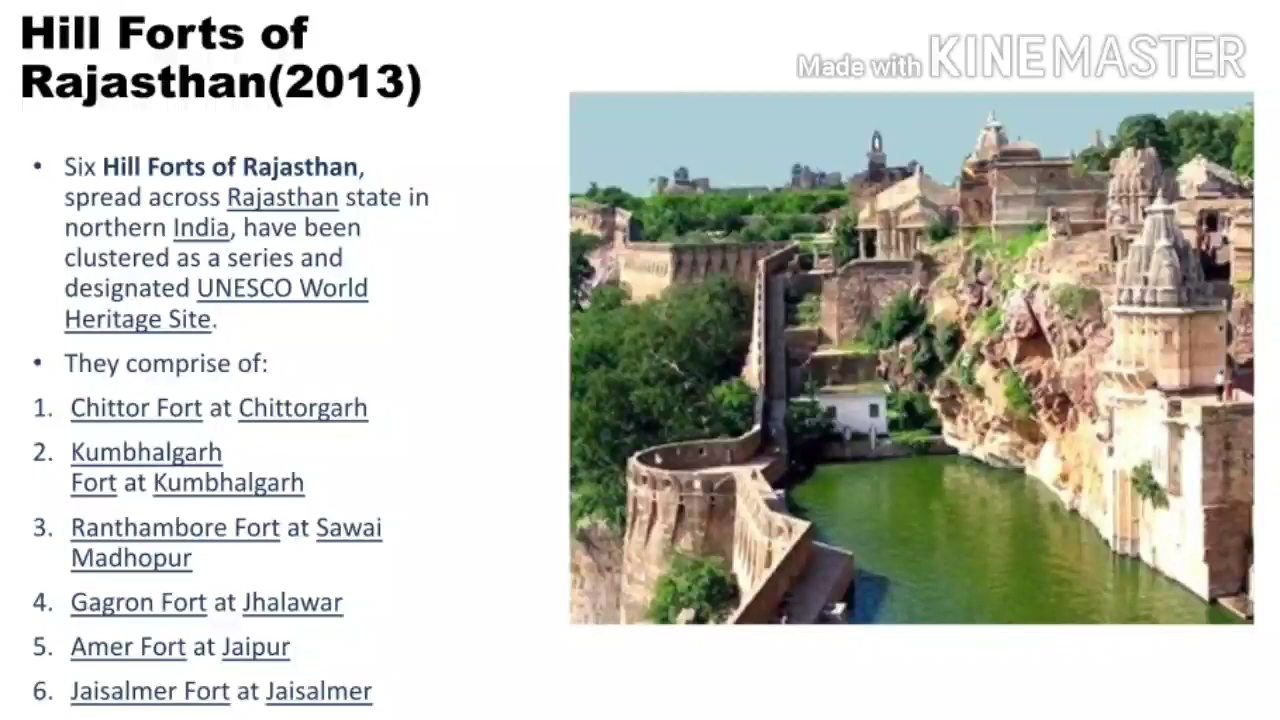 Hill Forts of
Rajasthan(2013)
Made with KINEMASTER
• Six Hill Forts of Rajasthan,
spread across Rajasthan state in
northern India, have been
clustered as a series and
designated UNESCO World
Heritage Site.
• They comprise of:
1. Chittor Fort at Chittorgarh
2. Kumbhalgarh
Fort at Kumbhalgarh
3. Ranthambore Fort at Sawai
Madhopur
4. Gagron Fort at Jhalawar
5. Amer Fort at Jaipur
6. Jaisalmer Fort at Jaisalmer